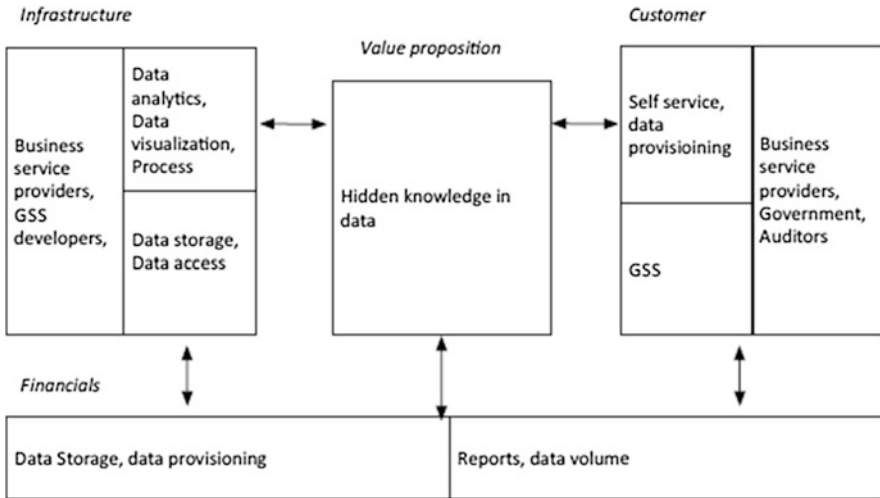 Infrastructure
Customer
Value proposition
Business
service
providers,
GSS
developers,
Data
analytics,
Data
visualization,
Process
Data storage,
Data access
Hidden knowledge in
data
Self service,
data
provisioining
GSS
Business
service
providers,
Government,
Auditors
Financials
Data Storage, data provisioning
Reports, data volume